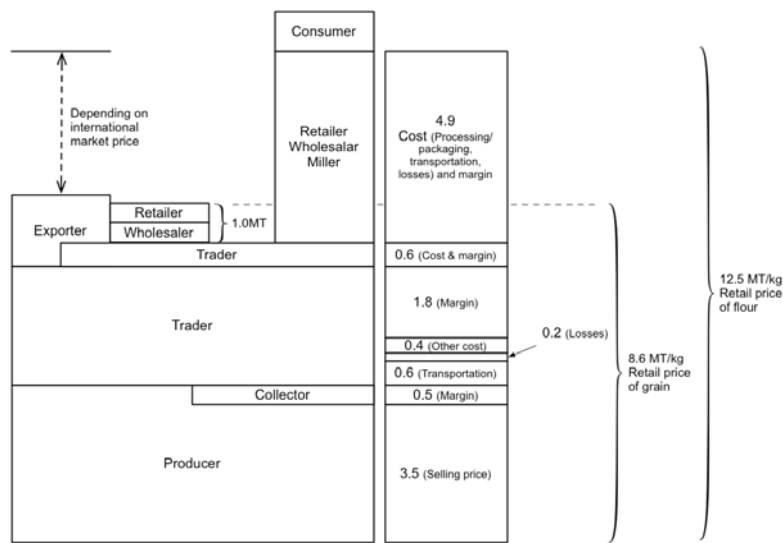 Consumer
Depending on
international
market price
Retailer
Wholesalar
Miller
4.9
Cost (Processing/
packaging,
transportation,
losses) and margin
Exporter
Retailer
Wholesaler
1.0MT
Trader
0.6 (Cost & margin)
Trader
1.8 (Margin)
0.4 (Other cost)
0.2 (Losses)
0.6 (Transportation)
Collector
0.5 (Margin)
Producer
3.5 (Selling price)
8.6 MT/kg
Retail price
of grain
12.5 MT/kg
Retail price
of flour